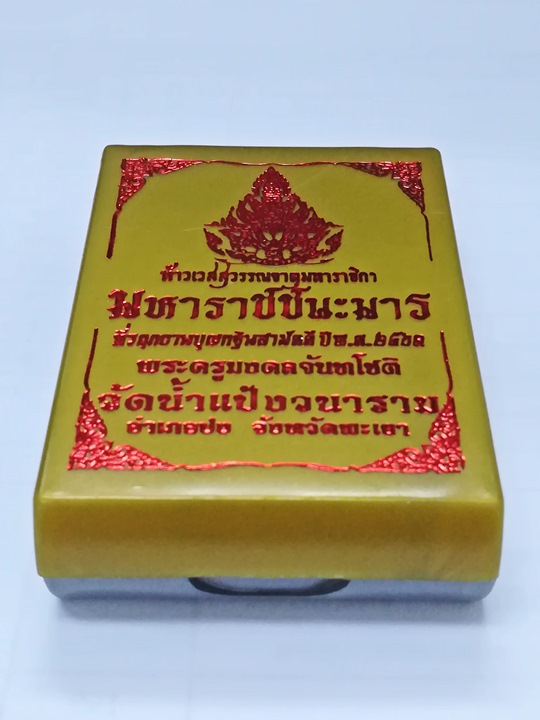 ท้าวเวสสุวรรณจาตุมหาราชิกา
มหาราชชนะมาร
ที่ระฤกงานบุญกฐินสามัคคี ปีพ.ศ.๒๕๖๑
พระครูมงคลจันทโชติ
วัดน้ำแป้งวนาราม
อำเภอปง จังหวัดพะเยา